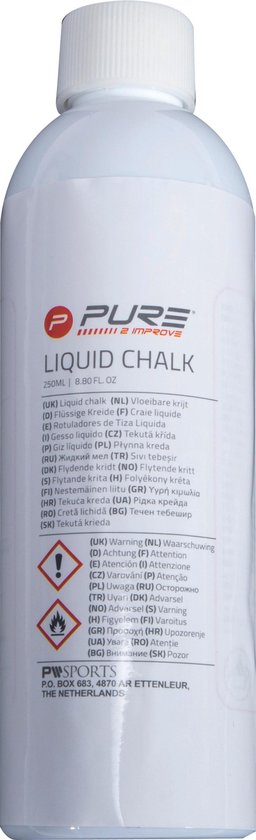 P PURE
2 IMPROVE
LIQUID CHALK
250ML | 8.80 FL. OZ
(UK) Liquid chalk (NL) Vloeibare krijt
(D) Flüssige Kreide (F) Craie liquide
(E) Rotuladores de Tiza Liquida
(I) Gesso liquido (CZ) Tekutá křída
(P) Giz líquido (PL) Płynna kreda
(RU) Жидкий мел (TR) Sıvı tebeşir
(DK) Flydende kridt (NO) Flytende kritt
(S) Flytande krita (H) Folyékony kréta
(FI) Nestemäinen liitu (GR) Υγρή κιμωλία
(HR) Tekuća kreda (UA) Рідка крейда
(RO) Cretă lichidă (BG) Течен тебешир
(SK) Tekutá krieda
(UK) Warning (NL) Waarschuwing
(D) Achtung (F) Attention
(E) Atención (I) Attenzione
(CZ) Varování (P) Atenção
(PL) Uwaga (RU) Осторожно
(TR) Uyarı (DK) Advarsel
(NO) Advarsel (S) Varning
(H) Figyelem (FI) Varoitus
(GR) Προσοχή (HR) Upozorenje
(UA) Увага (RO) Atenție
(BG) Внимание (SK) Pozor
PW SPORTS
P.O. BOX 683, 4870 AR ETTENLEUR,
THE NETHERLANDS